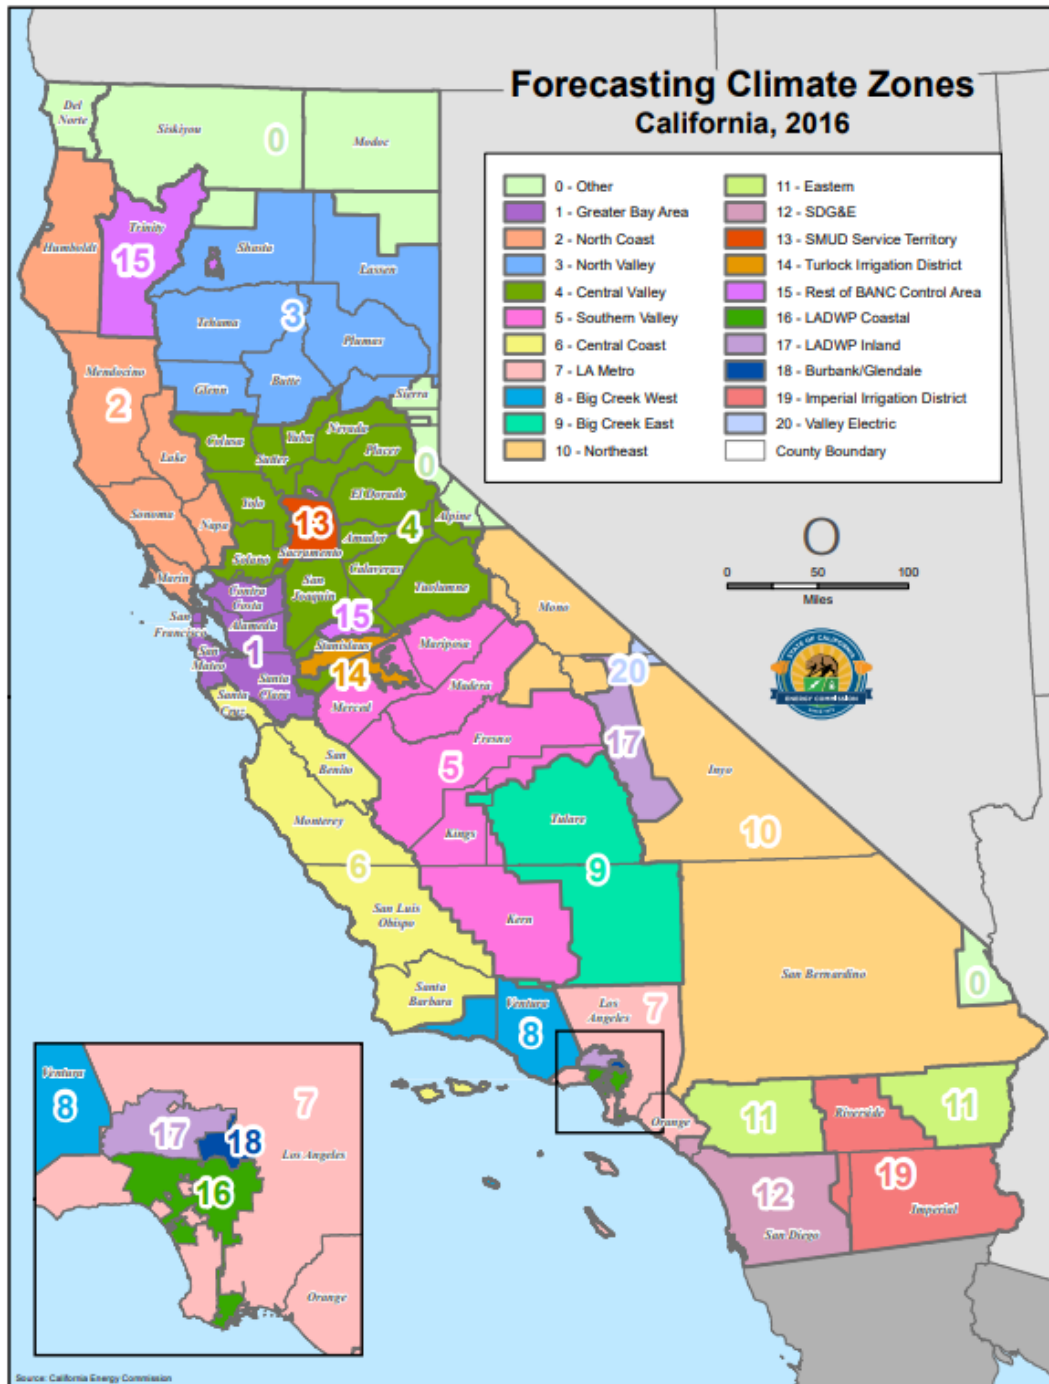 Forecasting Climate Zones
California, 2016
0 - Other
1 - Greater Bay Area
2 - North Coast
3 - North Valley
4 - Central Valley
5 - Southern Valley
6 - Central Coast
7 - LA Metro
8 - Big Creek West
9 - Big Creek East
10 - Northeast
11 - Eastern
12 - SDG&E
13 - SMUD Service Territory
14 - Turlock Irrigation District
15 - Rest of BANC Control Area
16 - LADWP Coastal
17 - LADWP Inland
18 - Burbank/Glendale
19 - Imperial Irrigation District
20 - Valley Electric
County Boundary
O
0 50 100
Miles
STATE OF CALIFORNIA
ENERGY COMMISSION
Del
Norte
Siskiyou
0
Modoc
Humboldt
Trinity
15
Shasta
Lassen
Tehama
3
Plumas
Mendocino
2
Glenn
Butte
Sierra
Lake
Colusa
Sutter
Yuba
Nevada
Placer
0
Sonoma
Napa
Yolo
13
El Dorado
4
Alpine
Solano
Sacramento
Amador
Calaveras
Tuolumne
Marin
Contra
Costa
San
Joaquin
Mono
San
Francisco
Alameda
15
Stanislaus
Mariposa
San
Mateo
1
Santa
Clara
14
Madera
20
Santa
Cruz
Merced
17
San
Benito
Fresno
5
Inyo
Monterey
Kings
Tulare
10
6
9
San Luis
Obispo
Kern
San Bernardino
Santa
Barbara
Ventura
8
Los
Angeles
7
0
Orange
11
Riverside
11
12
San Diego
19
Imperial
Ventura
8
7
17
18
Los Angeles
16
Orange
Source: California Energy Commission